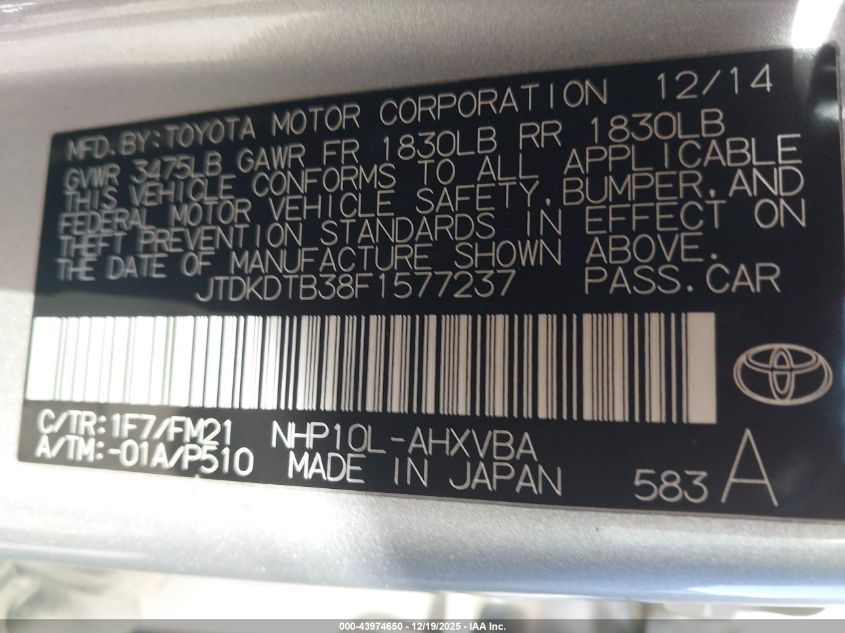 MFD. BY: TOYOTA MOTOR CORPORATION 12/14
GVWR 3475LB GAWR FR 1830LB RR 1830LB
THIS VEHICLE CONFORMS TO ALL APPLICABLE
FEDERAL MOTOR VEHICLE SAFETY, BUMPER, AND
THEFT PREVENTION STANDARDS IN EFFECT ON
THE DATE OF MANUFACTURE SHOWN ABOVE.
JTDKDTB38F1577237 PASS.CAR
C/TR:1F7/FM21 NHP10L-AHXVBA
A/TM:-01A/P510 MADE IN JAPAN 583 A
000-43974650 - 12/19/2025 - IAA Inc.